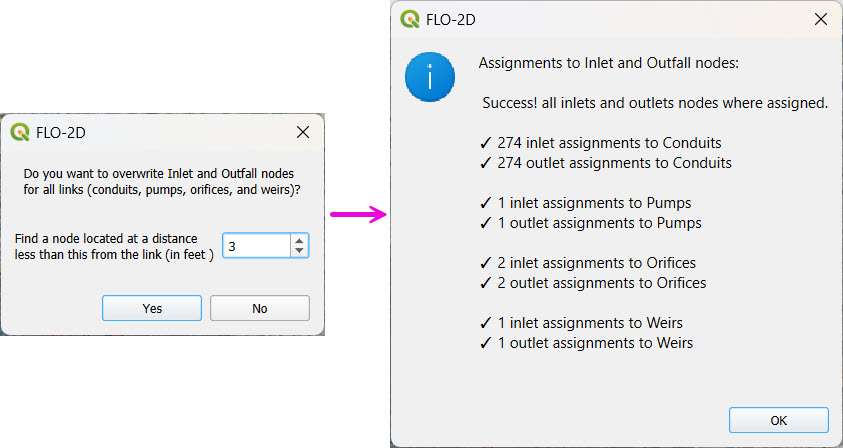 FLO-2D
Do you want to overwrite Inlet and Outfall nodes
for all links (conduits, pumps, orifices, and weirs)?
Find a node located at a distance
less than this from the link (in feet )
3
Yes
No
FLO-2D
Assignments to Inlet and Outfall nodes:
Success! all inlets and outlets nodes where assigned.
✓ 274 inlet assignments to Conduits
✓ 274 outlet assignments to Conduits
✓ 1 inlet assignments to Pumps
✓ 1 outlet assignments to Pumps
✓ 2 inlet assignments to Orifices
✓ 2 outlet assignments to Orifices
✓ 1 inlet assignments to Weirs
✓ 1 outlet assignments to Weirs
OK